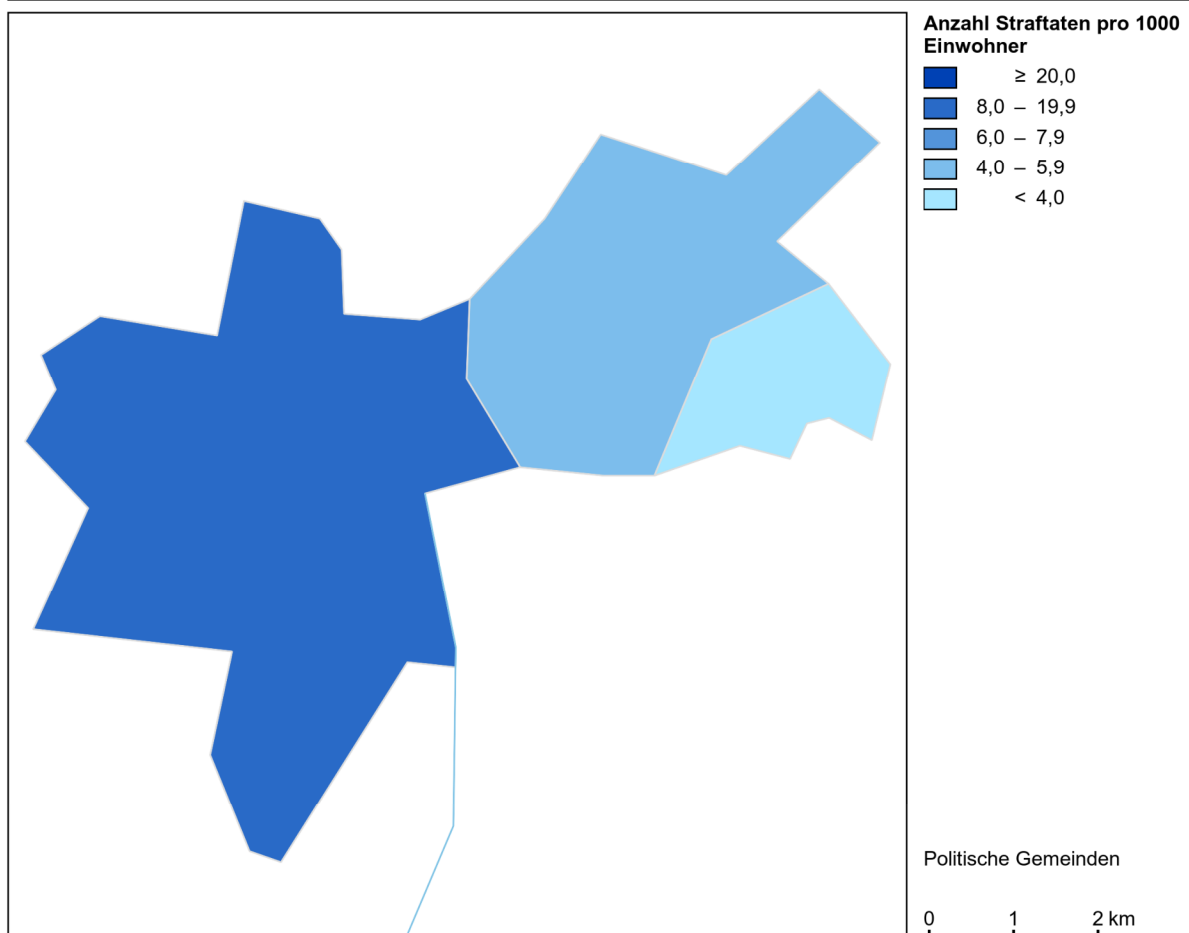 Anzahl Straftaten pro 1000
Einwohner
≥ 20,0
8,0 – 19,9
6,0 – 7,9
4,0 – 5,9
< 4,0
Politische Gemeinden
0 1 2 km